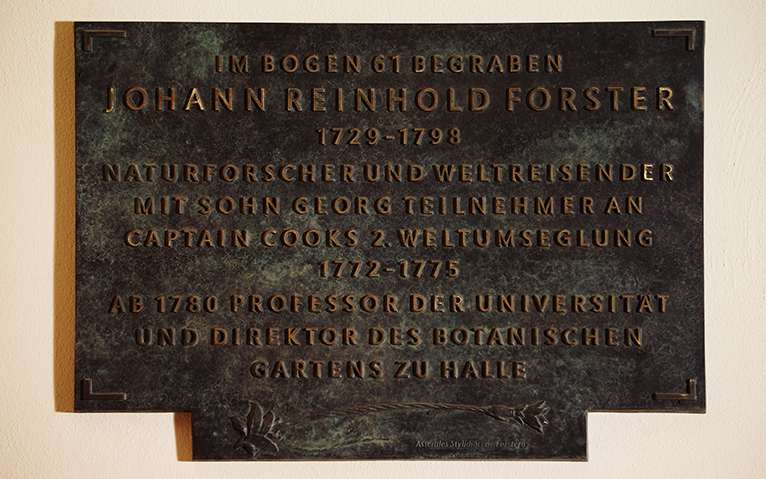 IM BOGEN 61 BEGRABEN
JOHANN REINHOLD FORSTER
1729-1798
NATURFORSCHER UND WELTREISENDER
MIT SOHN GEORG TEILNEHMER AN
CAPTAIN COOKS 2. WELTUMSEGLUNG
1772-1775
AB 1780 PROFESSOR DER UNIVERSITÄT
UND DIREKTOR DES BOTANISCHEN
GARTENS ZU HALLE